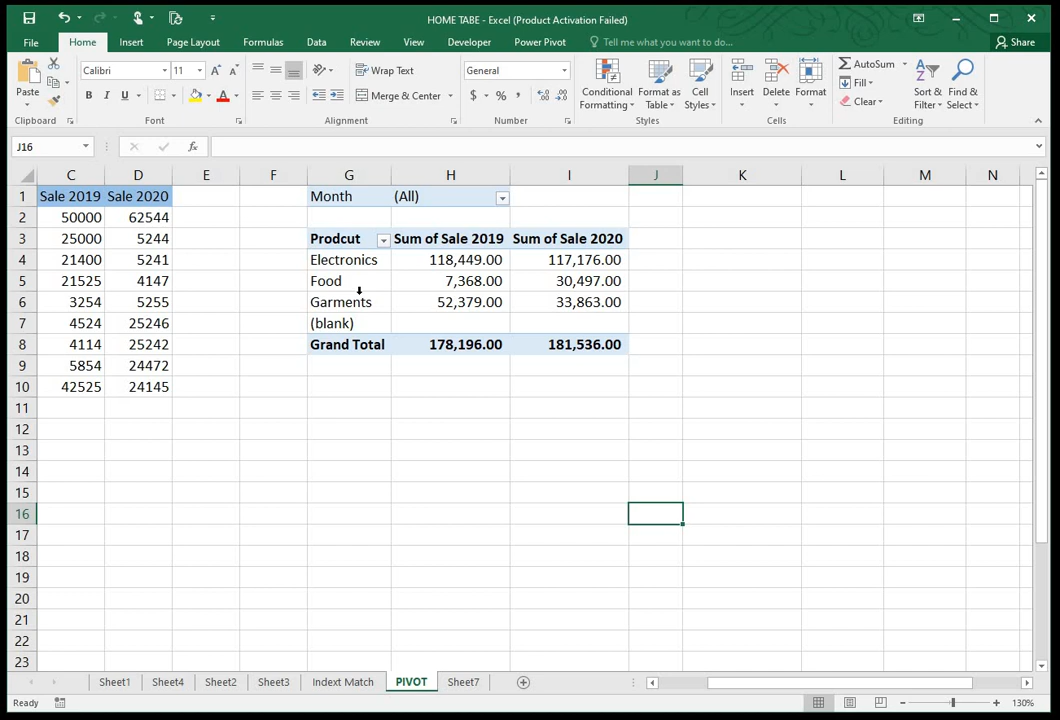 HOME TABE - Excel (Product Activation Failed)
File Home Insert Page Layout Formulas Data Review View Developer Power Pivot Tell me what you want to do... Share
Calibri 11 Wrap Text General AutoSum
Fill
Paste B I U Merge & Center $ % , Conditional Formatting Format as Table Cell Styles Insert Delete Format Clear Sort & Filter Find & Select
Clipboard Font Alignment Number Styles Cells Editing
J16 fx
C D E F G H I J K L M N
1 Sale 2019 Sale 2020 Month (All)
2 50000 62544
3 25000 5244 Prodcut Sum of Sale 2019 Sum of Sale 2020
4 21400 5241 Electronics 118,449.00 117,176.00
5 21525 4147 Food 7,368.00 30,497.00
6 3254 5255 Garments 52,379.00 33,863.00
7 4524 25246 (blank)
8 4114 25242 Grand Total 178,196.00 181,536.00
9 5854 24472
10 42525 24145
11
12
13
14
15
16
17
18
19
20
21
22
23
Sheet1 Sheet4 Sheet2 Sheet3 Indext Match PIVOT Sheet7
Ready 130%